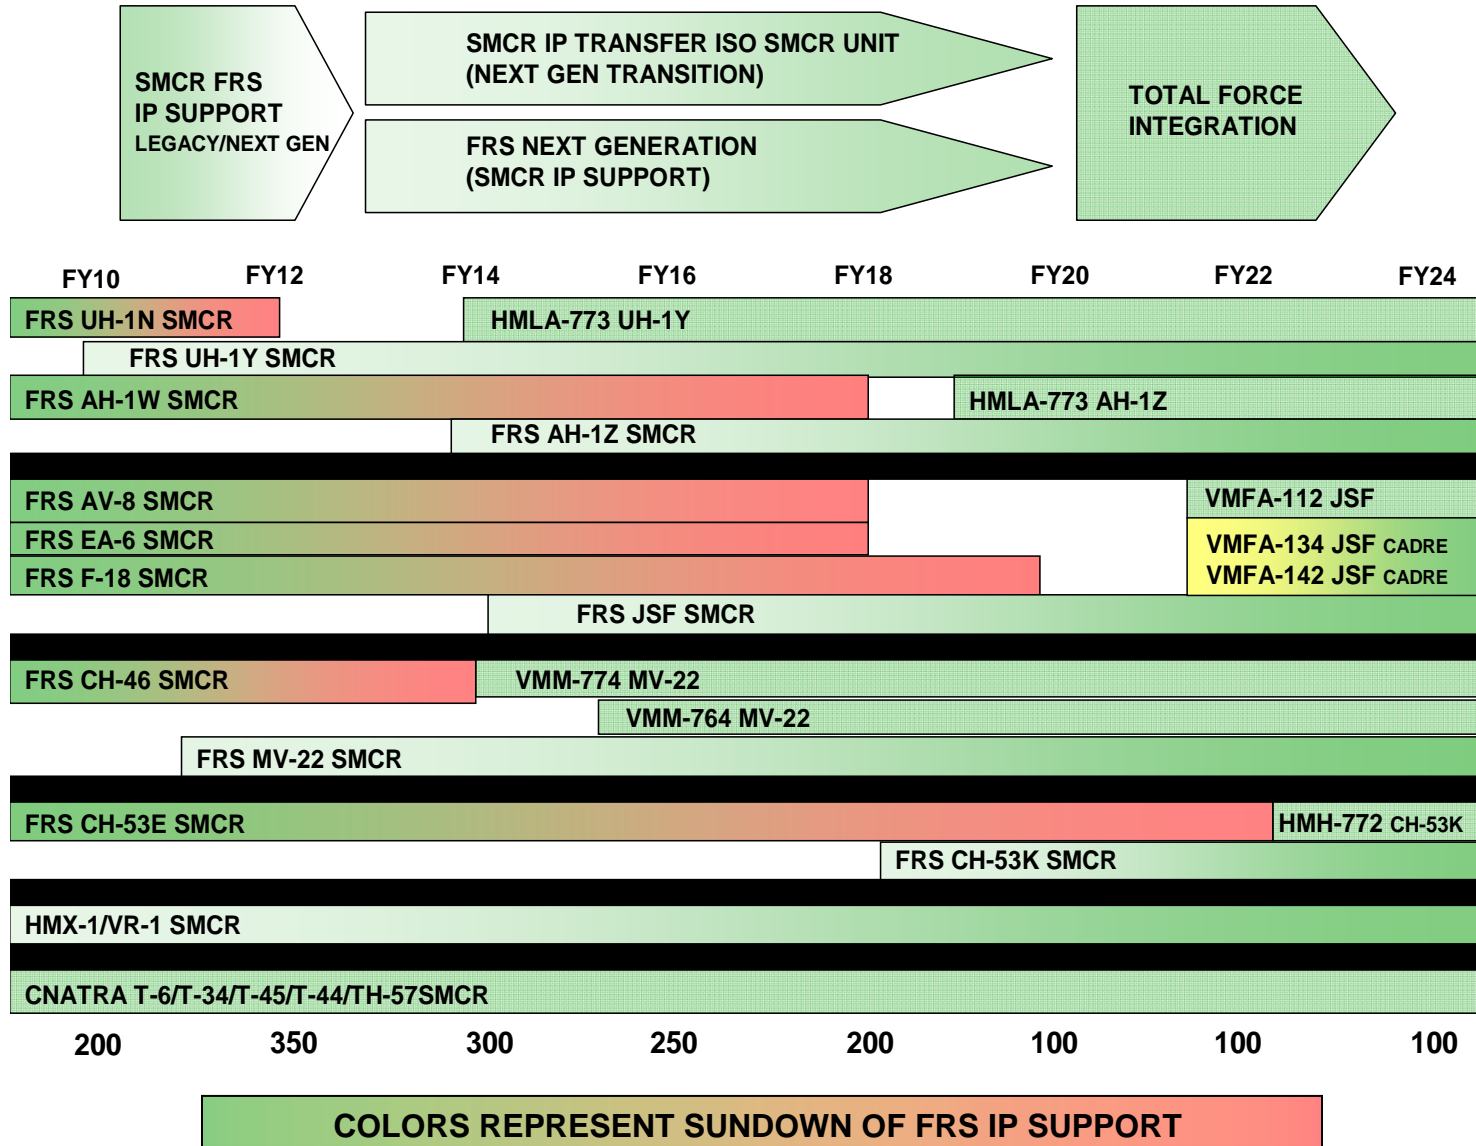 SMCR FRS
IP SUPPORT
LEGACY/NEXT GEN
SMCR IP TRANSFER ISO SMCR UNIT
(NEXT GEN TRANSITION)
FRS NEXT GENERATION
(SMCR IP SUPPORT)
TOTAL FORCE
INTEGRATION
FY10 FY12 FY14 FY16 FY18 FY20 FY22 FY24
FRS UH-1N SMCR HMLA-773 UH-1Y
FRS UH-1Y SMCR
FRS AH-1W SMCR HMLA-773 AH-1Z
FRS AH-1Z SMCR
FRS AV-8 SMCR VMFA-112 JSF
FRS EA-6 SMCR VMFA-134 JSF CADRE
FRS F-18 SMCR VMFA-142 JSF CADRE
FRS JSF SMCR
FRS CH-46 SMCR VMM-774 MV-22
VMM-764 MV-22
FRS MV-22 SMCR
FRS CH-53E SMCR HMH-772 CH-53K
FRS CH-53K SMCR
HMX-1/VR-1 SMCR
CNATRA T-6/T-34/T-45/T-44/TH-57SMCR
200 350 300 250 200 100 100 100
COLORS REPRESENT SUNDOWN OF FRS IP SUPPORT